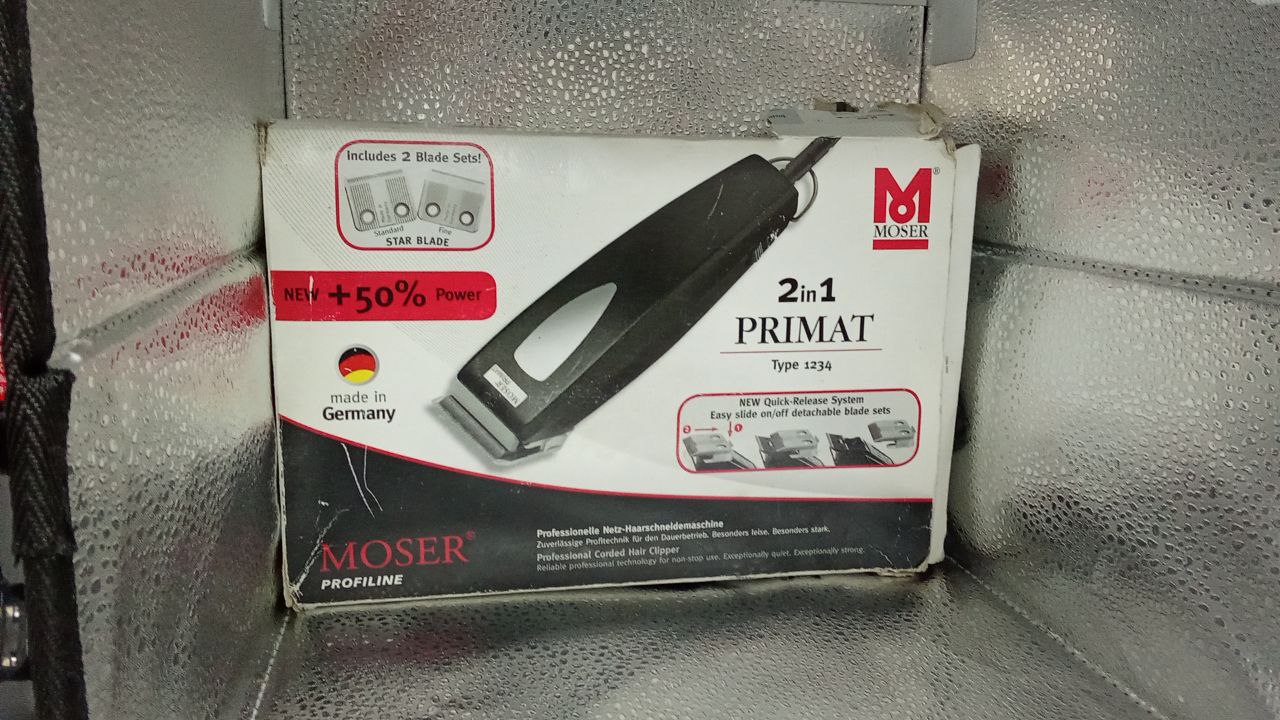 Includes 2 Blade Sets!
Standard
Fine
STAR BLADE
NEW +50% Power
made in
Germany
MOSER
MOSER®
2in1
PRIMAT
Type 1234
NEW Quick-Release System
Easy slide on/off detachable blade sets
2 1
MOSER®
PROFILINE
Professionelle Netz-Haarschneidemaschine
Zuverlässige Profitechnik für den Dauerbetrieb. Besonders leise. Besonders stark.
Professional Corded Hair Clipper
Reliable professional technology for non-stop use. Exceptionally quiet. Exceptionally strong.